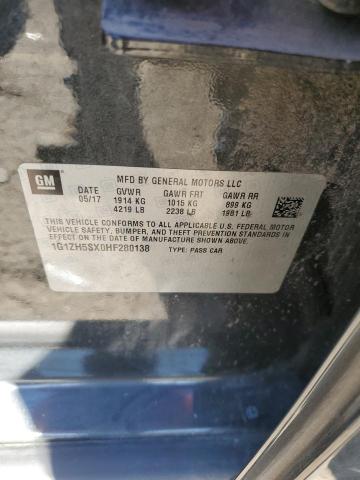 GM
MFD BY GENERAL MOTORS LLC
DATE GVWR GAWR FRT GAWR RR
05/17 1914 KG 1015 KG 899 KG
4219 LB 2238 LB 1981 LB
THIS VEHICLE CONFORMS TO ALL APPLICABLE U.S. FEDERAL MOTOR
VEHICLE SAFETY, BUMPER, AND THEFT PREVENTION STANDARDS
IN EFFECT ON THE DATE OF MANUFACTURE SHOWN ABOVE.
1G1ZH5SX0HF280138 TYPE: PASS CAR